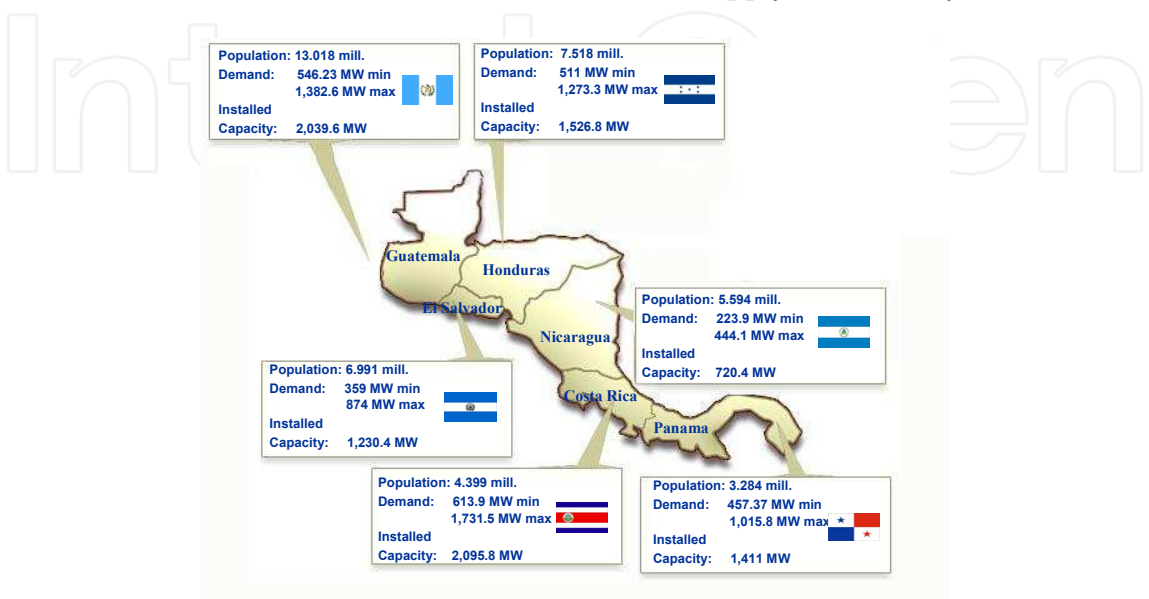 Population: 13.018 mill.
Demand: 546.23 MW min
1,382.6 MW max
Installed
Capacity: 2,039.6 MW
Population: 7.518 mill.
Demand: 511 MW min
1,273.3 MW max
Installed
Capacity: 1,526.8 MW
Guatemala
Honduras
El Salvador
Nicaragua
Costa Rica
Panama
Population: 5.594 mill.
Demand: 223.9 MW min
444.1 MW max
Installed
Capacity: 720.4 MW
Population: 6.991 mill.
Demand: 359 MW min
874 MW max
Installed
Capacity: 1,230.4 MW
Population: 4.399 mill.
Demand: 613.9 MW min
1,731.5 MW max
Installed
Capacity: 2,095.8 MW
Population: 3.284 mill.
Demand: 457.37 MW min
1,015.8 MW max
Installed
Capacity: 1,411 MW